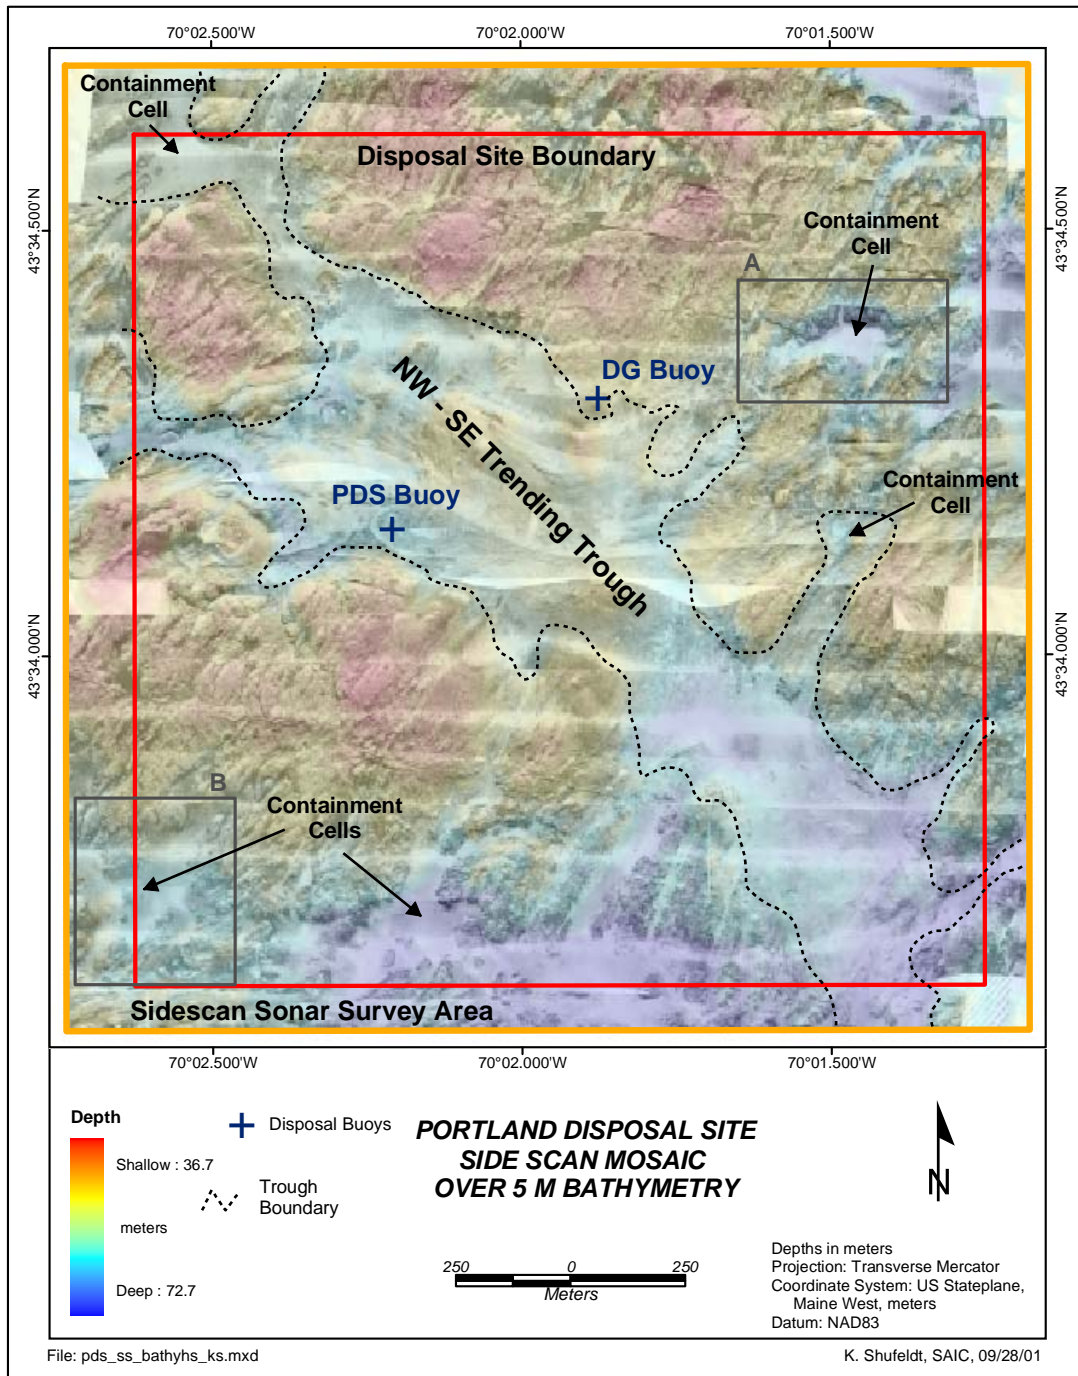 70°02.500'W
70°02.000'W
70°01.500'W
Containment
Cell
Disposal Site Boundary
43°34.500'N
43°34.500'N
Containment
Cell
A
DG Buoy
NW - SE Trending Trough
PDS Buoy
Containment
Cell
43°34.000'N
43°34.000'N
B
Containment
Cells
Sidescan Sonar Survey Area
70°02.500'W
70°02.000'W
70°01.500'W
Depth
Shallow : 36.7
meters
Deep : 72.7
Disposal Buoys
Trough
Boundary
PORTLAND DISPOSAL SITE
SIDE SCAN MOSAIC
OVER 5 M BATHYMETRY
250
0
250
Meters
N
Depths in meters
Projection: Transverse Mercator
Coordinate System: US Stateplane,
Maine West, meters
Datum: NAD83
File: pds_ss_bathyhs_ks.mxd
K. Shufeldt, SAIC, 09/28/01